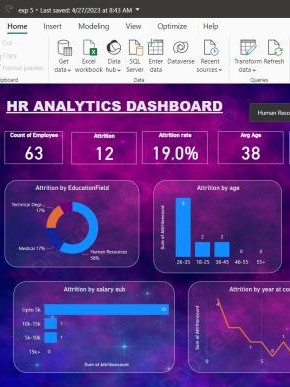 exp 5 • Last saved: 4/27/2023 at 8:43 AM
Home Insert Modeling View Optimize Help
Cut
Copy
Format painter
Get data
Excel workbook
Data hub
SQL Server
Enter data
Dataverse
Recent sources
Transform data
Refresh
Clipboard Data Queries
HR ANALYTICS DASHBOARD
Human Resou
Count of Employee
63
Attrition
12
Attrition rate
19.0%
Avg Age
38
Attrition by EducationField
Technical Degr...
17%
Medical 17%
Human Resources
58%
Attrition by age
Sum of Attritioncount
8
2
2
0
0
26-35 18-25 36-45 46-55 55+
Attrition by salary sub
Upto 5k
10k-15k 1
5k-10k 1
15k+ 0
Sum of Attritioncount
Attrition by year at co
Sum of Attritioncount
5
0
0
1
0
1
0 5